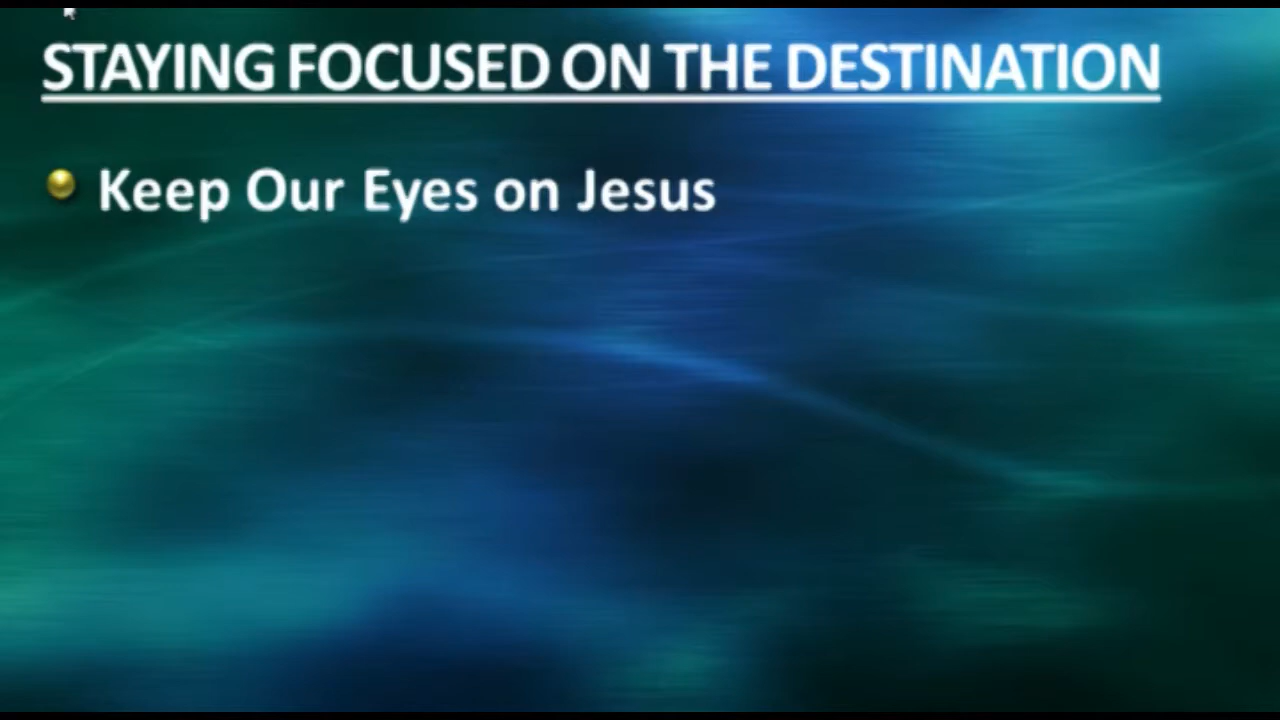 STAYING FOCUSED ON THE DESTINATION
Keep Our Eyes on Jesus